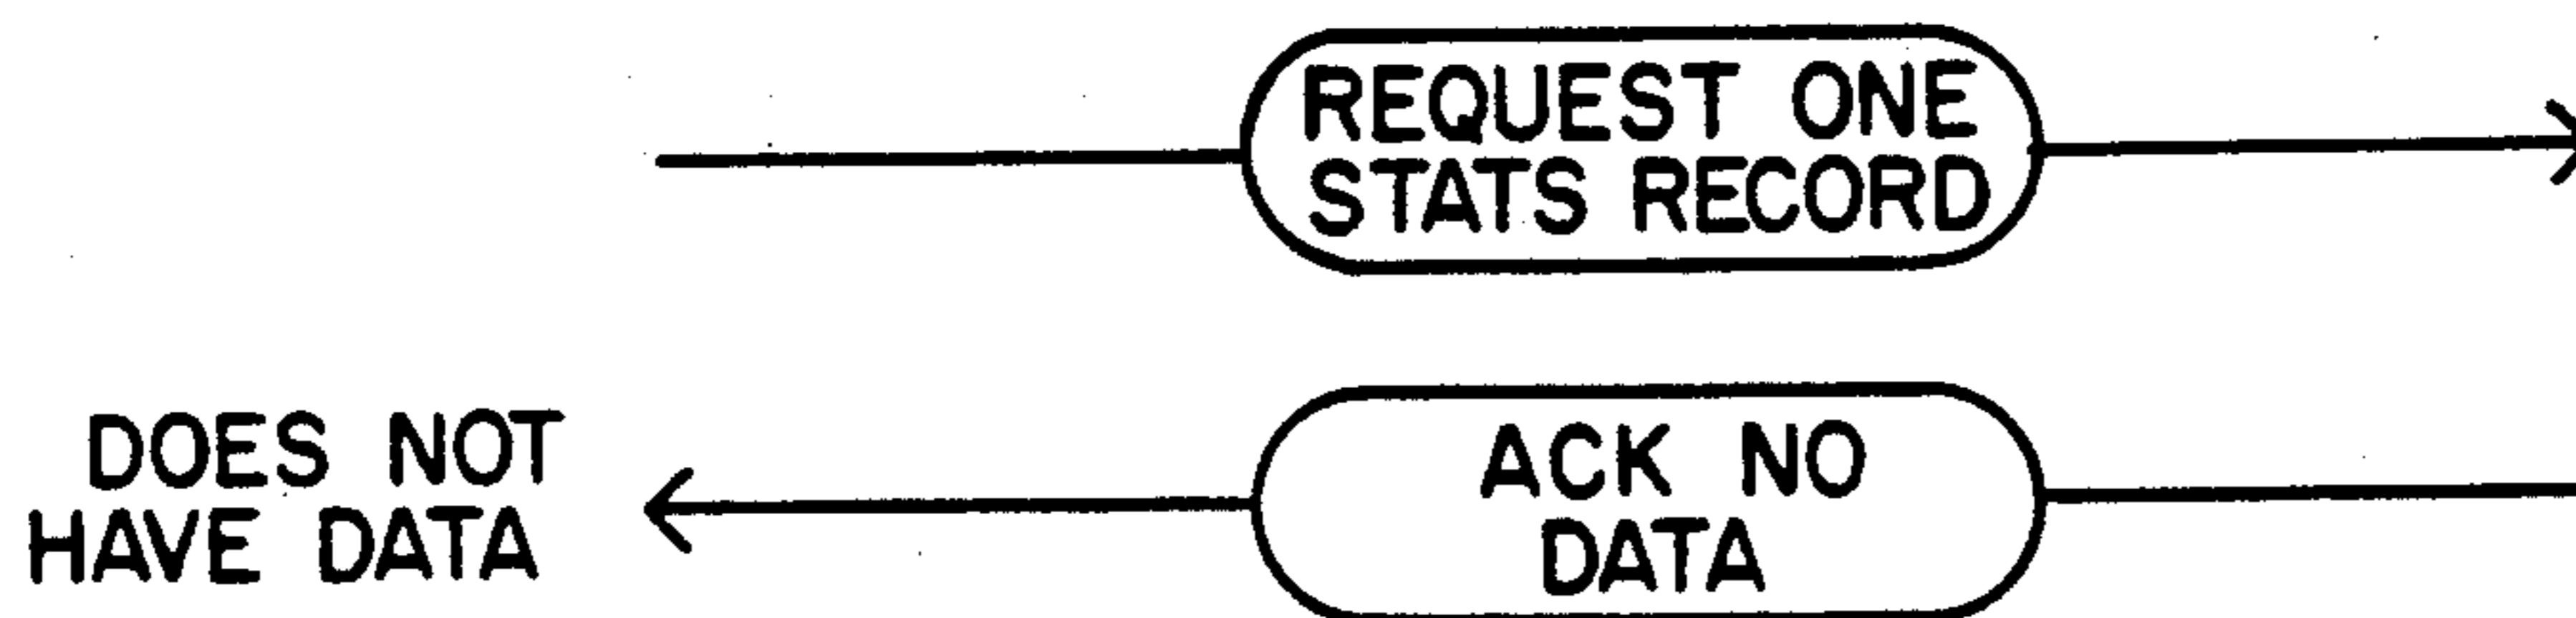 REQUEST ONE
STATS RECORD
DOES NOT
HAVE DATA
ACK NO
DATA